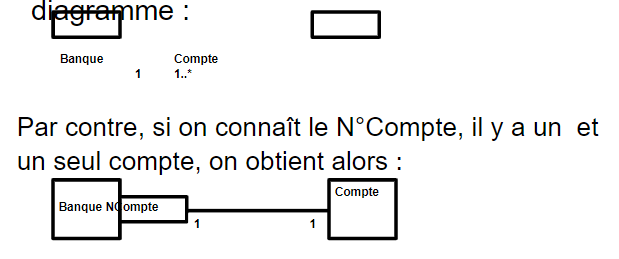 diagramme :
Banque Compte
1 1..*
Par contre, si on connaît le N°Compte, il y a un et
un seul compte, on obtient alors :
Compte
Banque NCompte
1 1